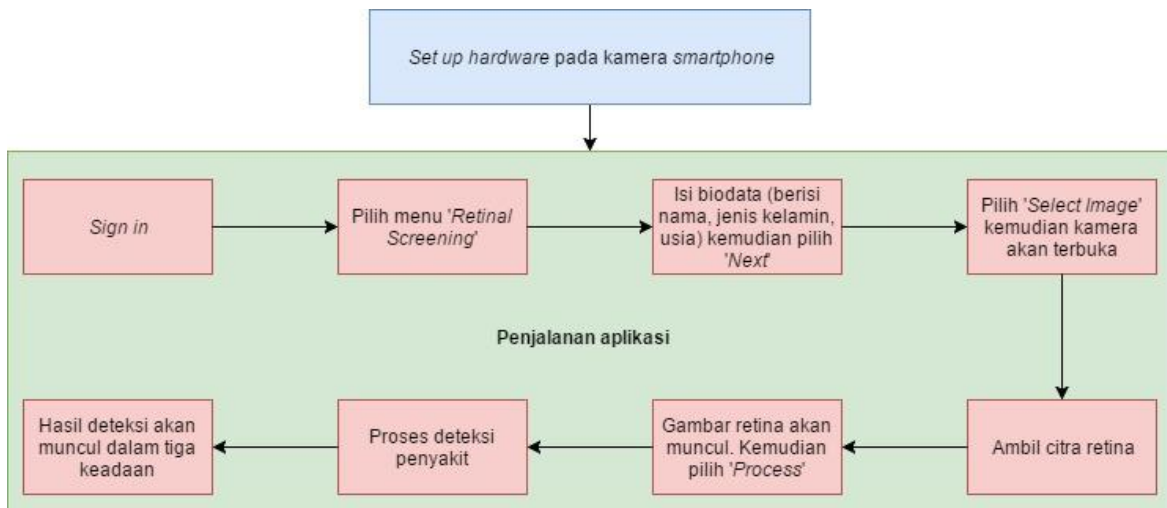 Set up hardware pada kamera smartphone
Sign in
Pilih menu 'Retinal
Screening'
Isi biodata (berisi
nama, jenis kelamin,
usia) kemudian pilih
'Next'
Pilih 'Select Image'
kemudian kamera
akan terbuka
Penjalanan aplikasi
Hasil deteksi akan
muncul dalam tiga
keadaan
Proses deteksi
penyakit
Gambar retina akan
muncul. Kemudian
pilih 'Process'
Ambil citra retina